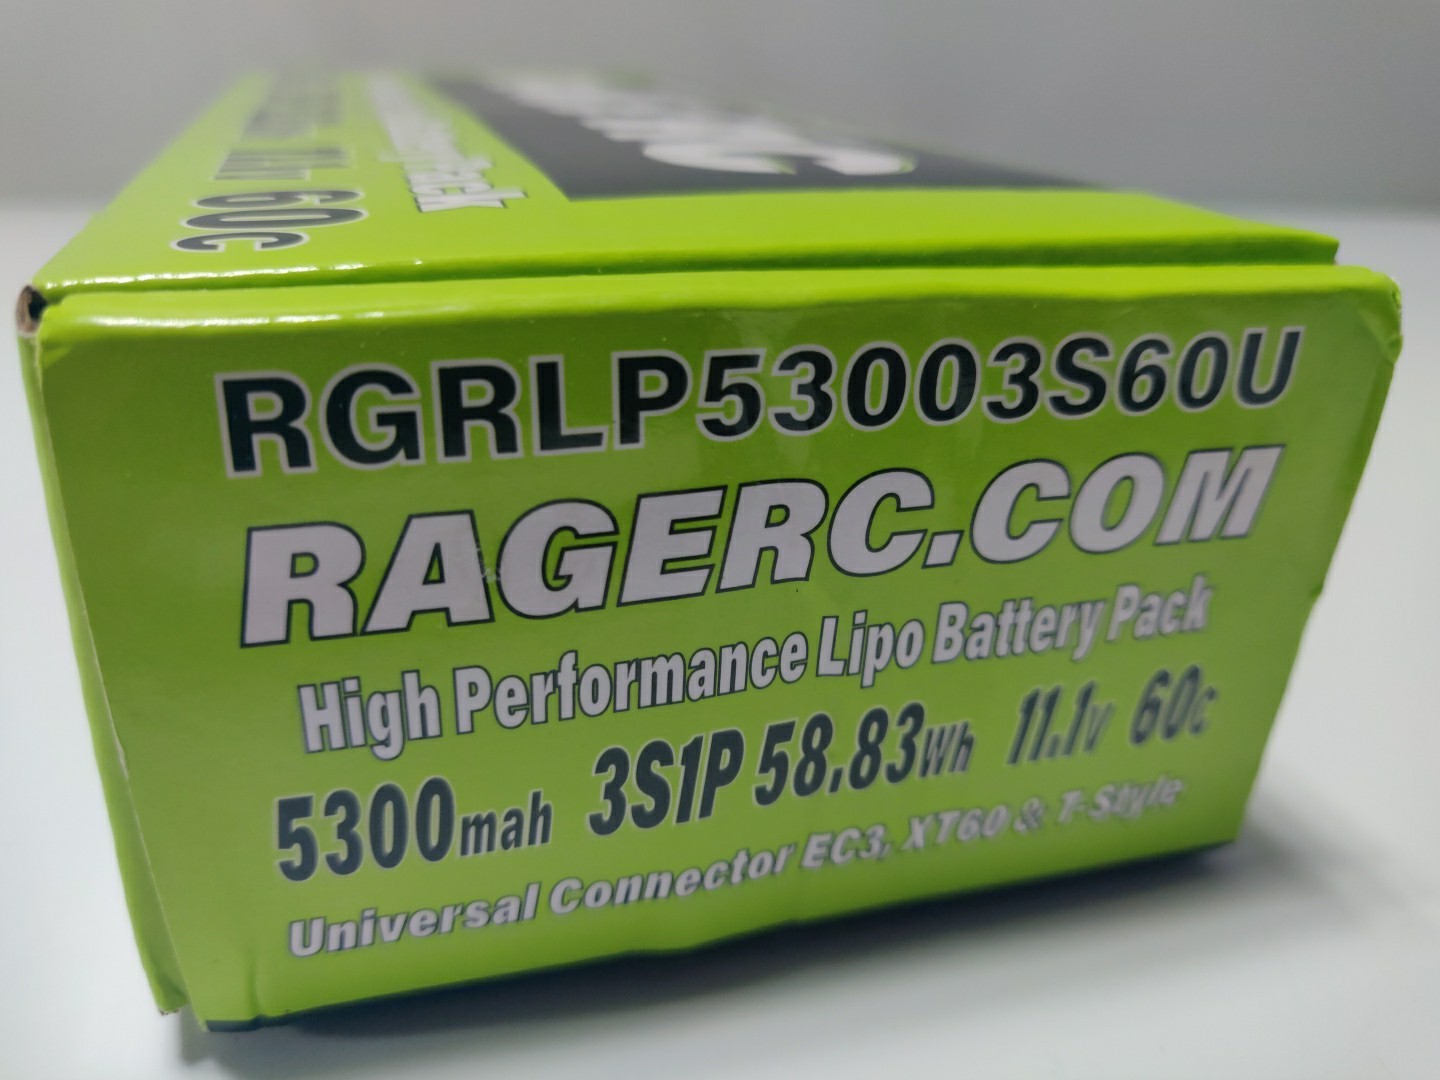 60c
RGRLP53003S60U
RAGERC.COM
High Performance Lipo Battery Pack
5300mah 3S1P 58.83Wh 11.1v 60c
Universal Connector EC3, XT60 & T-Style